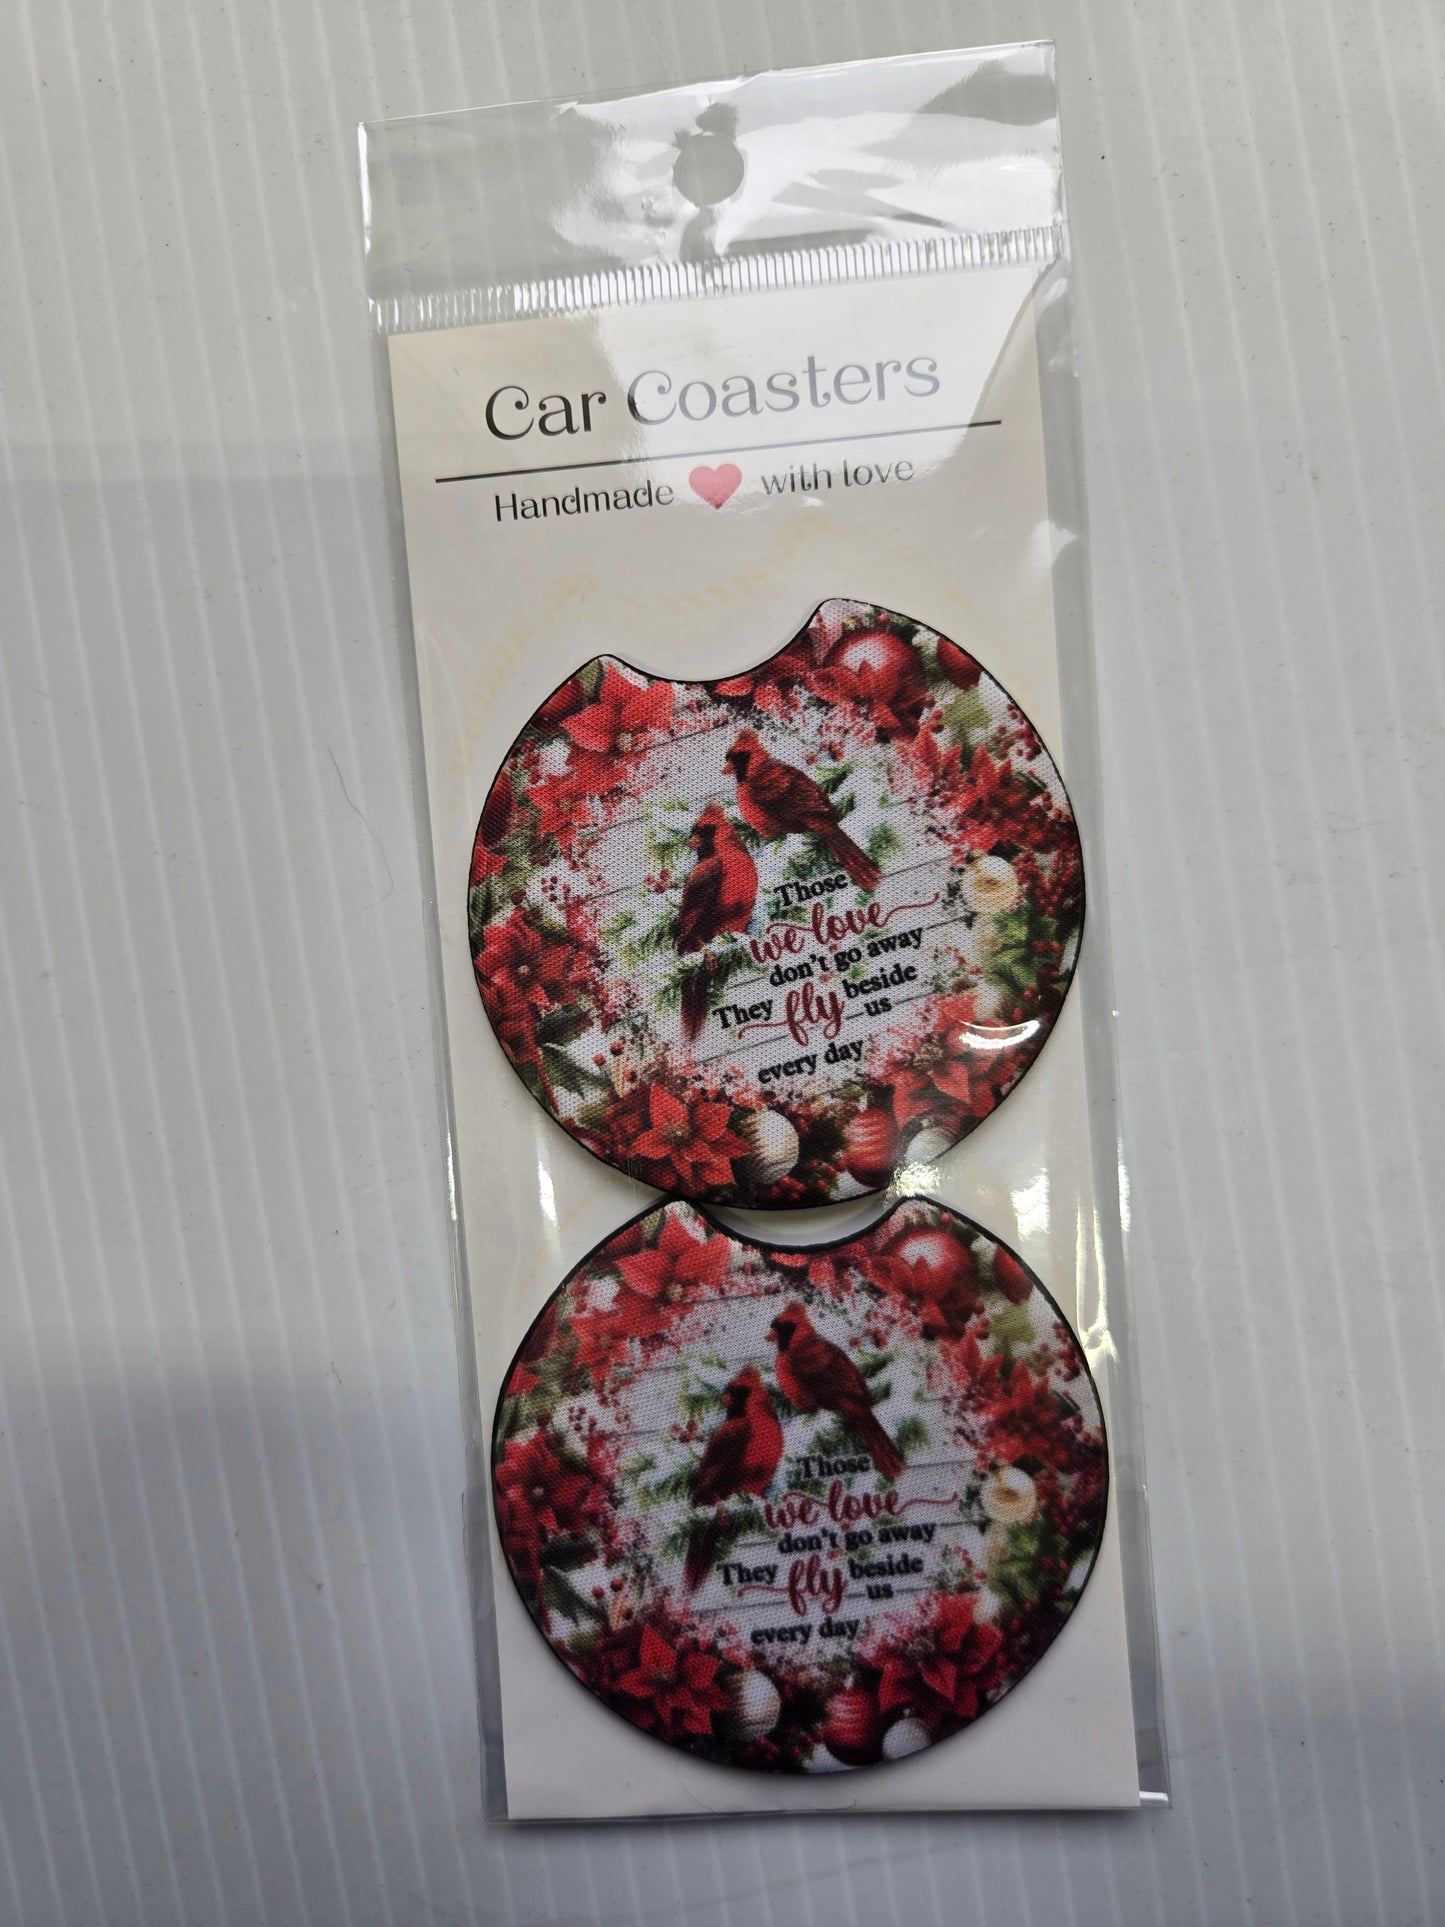 Car Coasters
Handmade with love
Those
we love
don't go away
They fly beside
us
every day
Those
we love
don't go away
They fly beside
us
every day